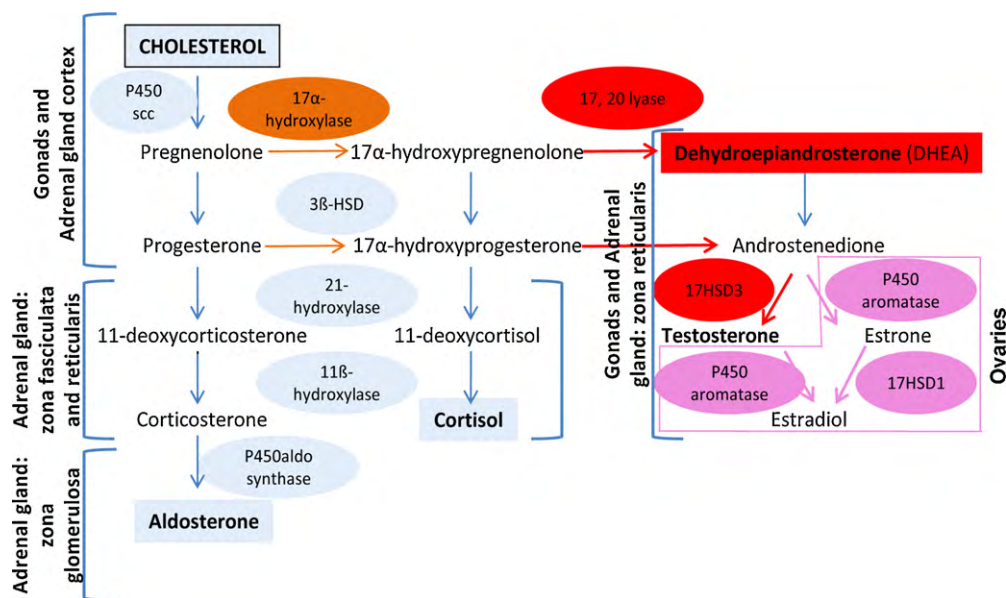 CHOLESTEROL
P450
scc
17α-
hydroxylase
17, 20 lyase
Pregnenolone
17α-hydroxypregnenolone
Dehydroepiandrosterone (DHEA)
3ß-HSD
Progesterone
17α-hydroxyprogesterone
Androstenedione
21-
hydroxylase
17HSD3
P450
aromatase
11-deoxycorticosterone
11-deoxycortisol
Testosterone
Estrone
11ß-
hydroxylase
P450
aromatase
17HSD1
Corticosterone
Cortisol
Estradiol
P450aldo
synthase
Aldosterone
Gonads and
Adrenal gland cortex
Adrenal gland:
zona fasciculata
and reticularis
Adrenal gland:
zona
glomerulosa
Gonads and Adrenal
gland: zona reticularis
Ovaries